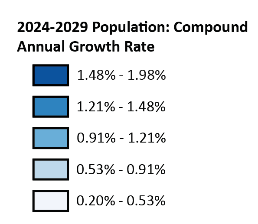 2024-2029 Population: Compound
Annual Growth Rate
1.48% - 1.98%
1.21% - 1.48%
0.91% - 1.21%
0.53% - 0.91%
0.20% - 0.53%